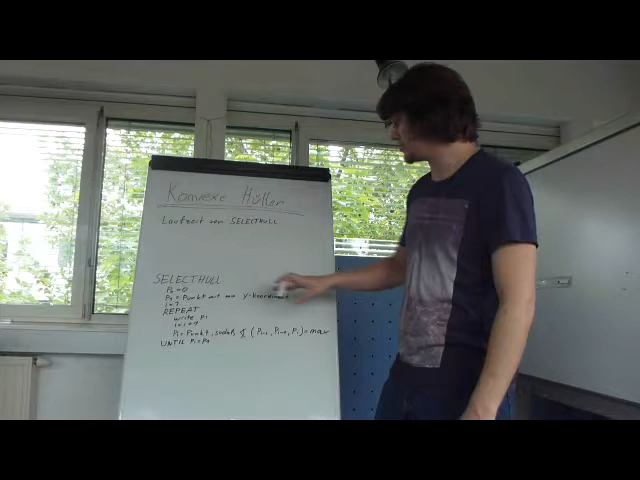 Konvexe Hüllen
Laufzeit von SELECTHULL
SELECTHULL
P₀ = 0
P₁ = Punkt mit max y-Koordinate
i = 1
REPEAT
write Pᵢ
i = i + 1
Pᵢ = Punkt, sodaß ∢ (Pᵢ₋₂, Pᵢ₋₁, Pᵢ) = max
UNTIL Pᵢ = P₁